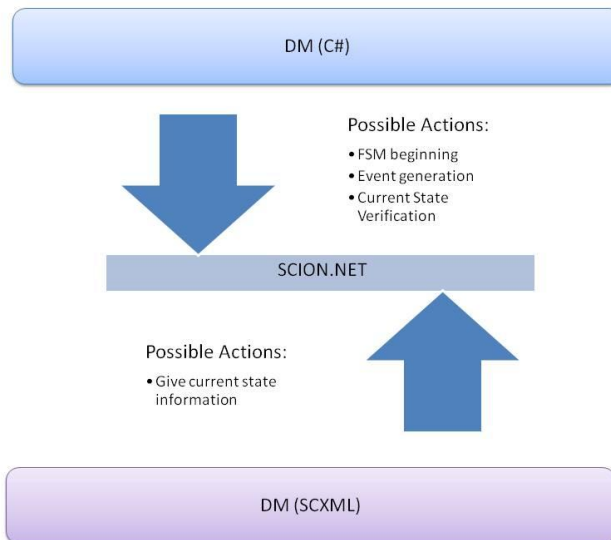 DM (C#)
Possible Actions:
• FSM beginning
• Event generation
• Current State
Verification
SCION.NET
Possible Actions:
• Give current state
information
DM (SCXML)